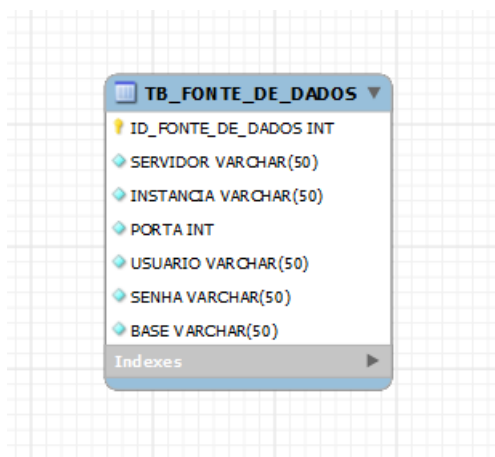 TB_FONTE_DE_DADOS
ID_FONTE_DE_DADOS INT
SERVIDOR VARCHAR(50)
INSTANCIA VARCHAR(50)
PORTA INT
USUARIO VARCHAR(50)
SENHA VARCHAR(50)
BASE VARCHAR(50)
Indexes